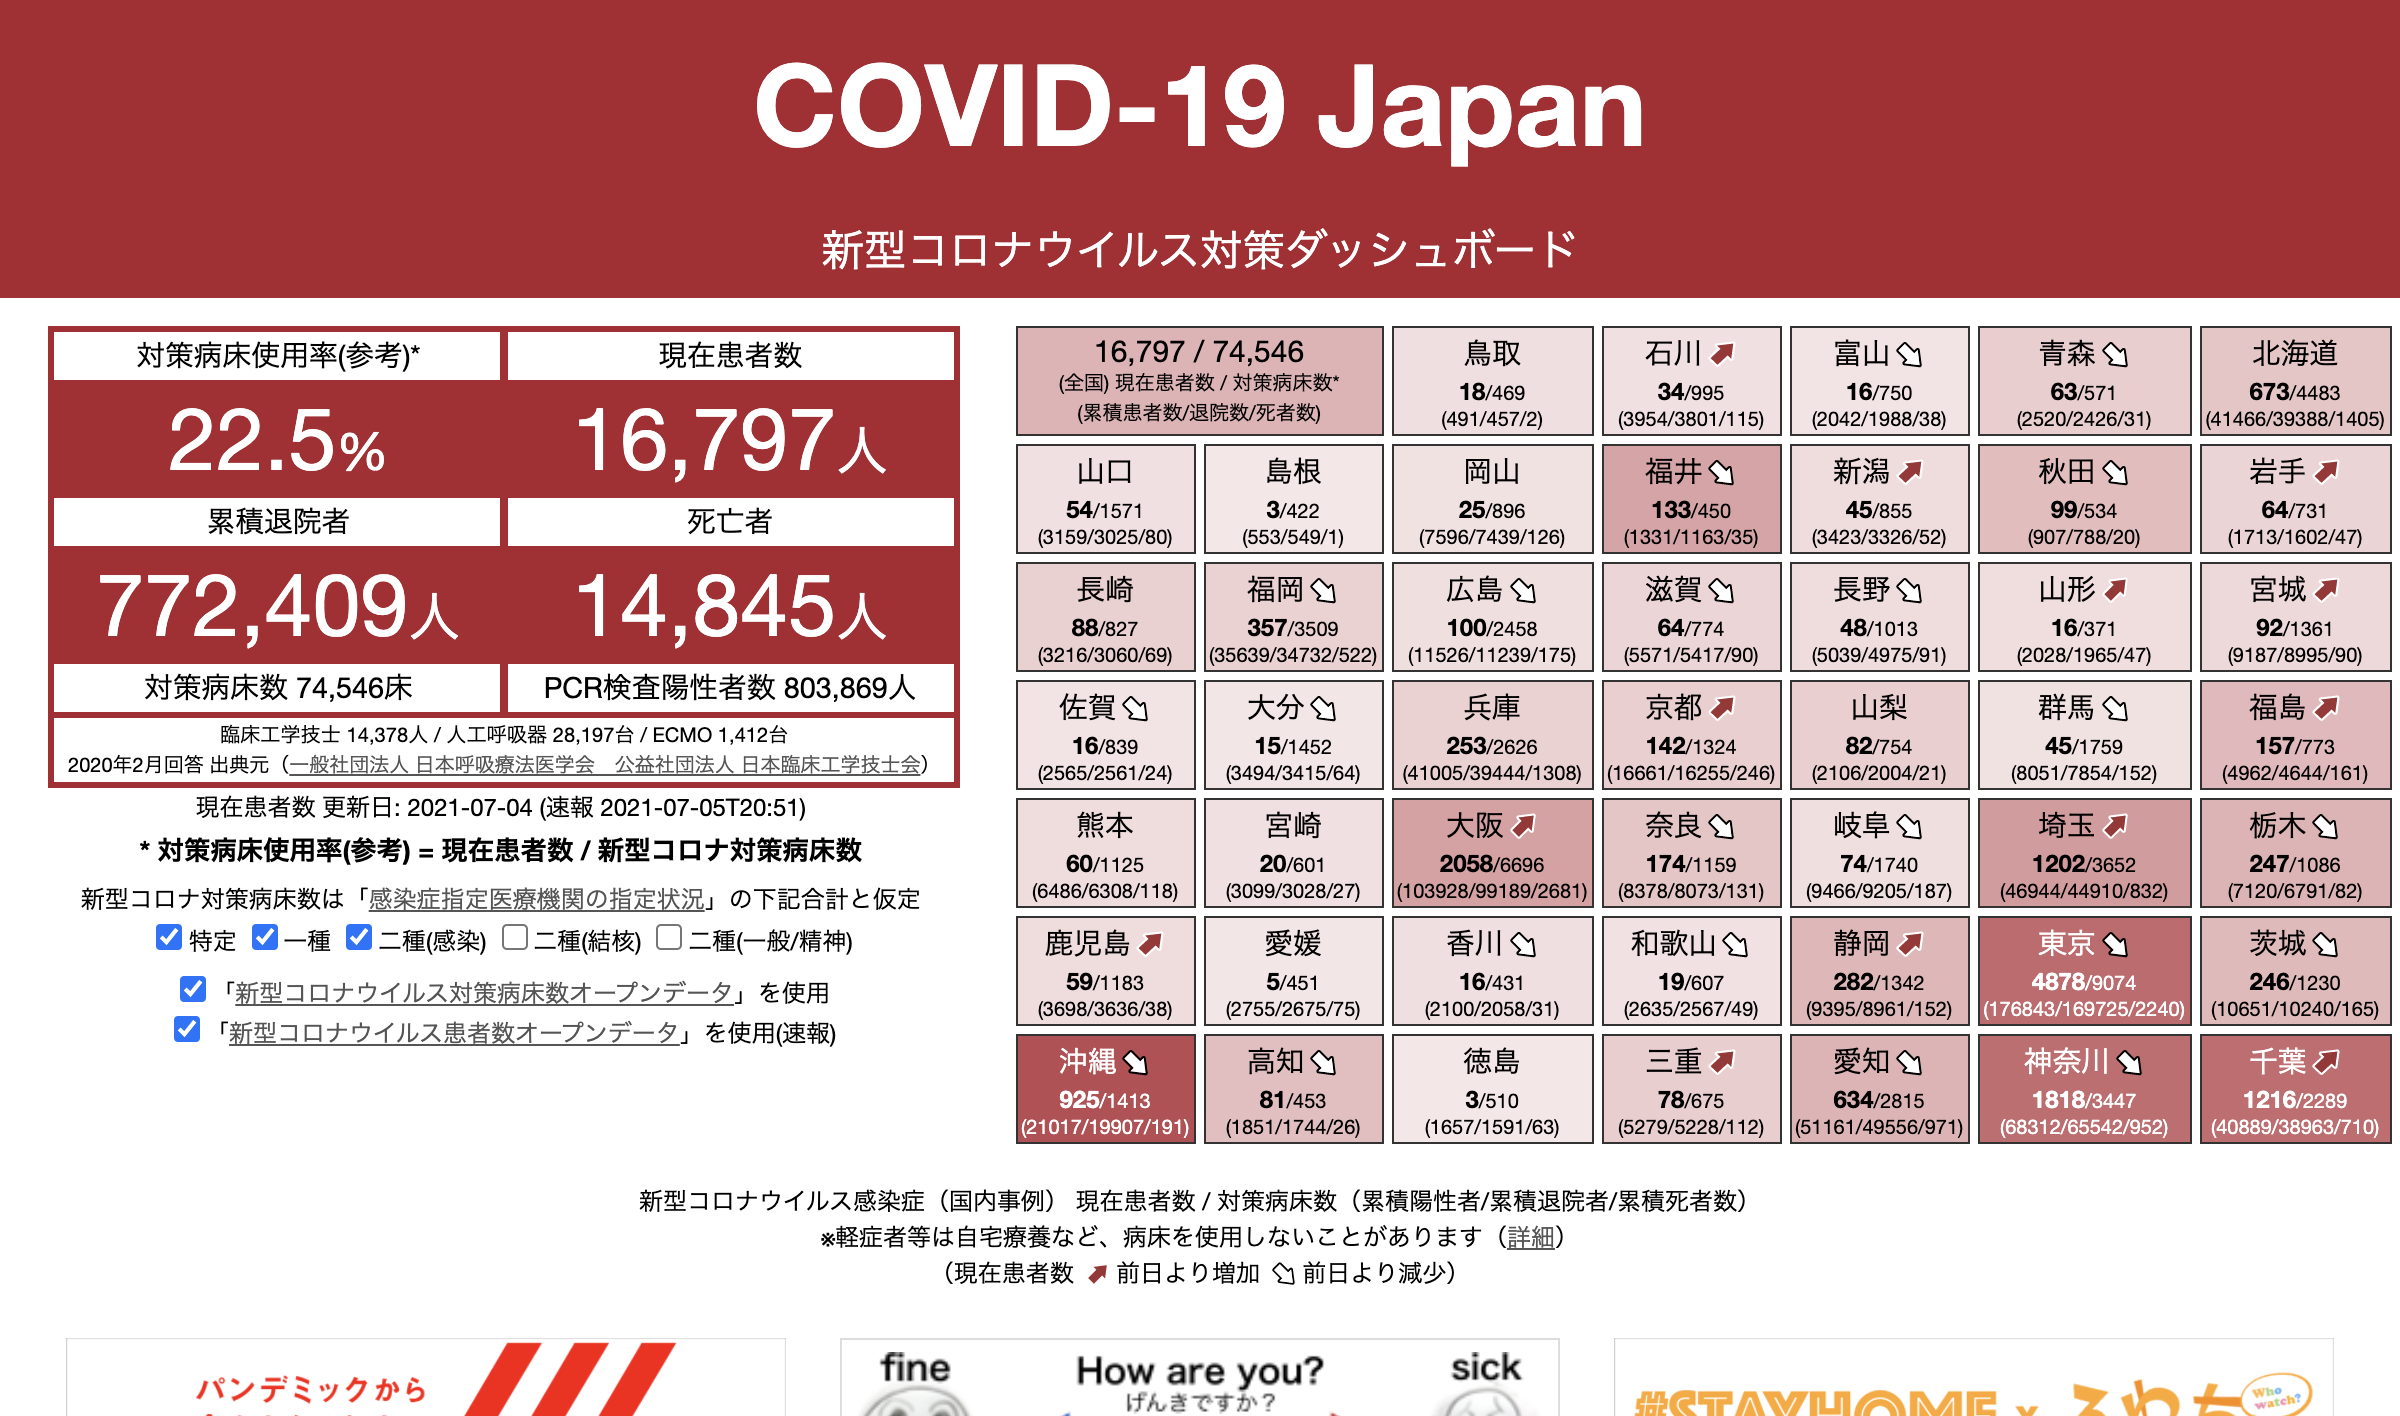 COVID-19 Japan
新型コロナウイルス対策ダッシュボード
対策病床使用率(参考)*
現在患者数
22.5%
16,797人
累積退院者
死亡者
772,409人
14,845人
対策病床数 74,546床
PCR検査陽性者数 803,869人
臨床工学技士 14,378人 / 人工呼吸器 28,197台 / ECMO 1,412台
2020年2月回答 出典元（一般社団法人 日本呼吸療法医学会　公益社団法人 日本臨床工学技士会）
現在患者数 更新日: 2021-07-04 (速報 2021-07-05T20:51)
* 対策病床使用率(参考) = 現在患者数 / 新型コロナ対策病床数
新型コロナ対策病床数は「感染症指定医療機関の指定状況」の下記合計と仮定
特定 一種 二種(感染) 二種(結核) 二種(一般/精神)
「新型コロナウイルス対策病床数オープンデータ」を使用
「新型コロナウイルス患者数オープンデータ」を使用(速報)
16,797 / 74,546
(全国) 現在患者数 / 対策病床数*
(累積患者数/退院数/死者数)
鳥取
18/469
(491/457/2)
石川
34/995
(3954/3801/115)
富山
16/750
(2042/1988/38)
青森
63/571
(2520/2426/31)
北海道
673/4483
(41466/39388/1405)
山口
54/1571
(3159/3025/80)
島根
3/422
(553/549/1)
岡山
25/896
(7596/7439/126)
福井
133/450
(1331/1163/35)
新潟
45/855
(3423/3326/52)
秋田
99/534
(907/788/20)
岩手
64/731
(1713/1602/47)
長崎
88/827
(3216/3060/69)
福岡
357/3509
(35639/34732/522)
広島
100/2458
(11526/11239/175)
滋賀
64/774
(5571/5417/90)
長野
48/1013
(5039/4975/91)
山形
16/371
(2028/1965/47)
宮城
92/1361
(9187/8995/90)
佐賀
16/839
(2565/2561/24)
大分
15/1452
(3494/3415/64)
兵庫
253/2626
(41005/39444/1308)
京都
142/1324
(16661/16255/246)
山梨
82/754
(2106/2004/21)
群馬
45/1759
(8051/7854/152)
福島
157/773
(4962/4644/161)
熊本
60/1125
(6486/6308/118)
宮崎
20/601
(3099/3028/27)
大阪
2058/6696
(103928/99189/2681)
奈良
174/1159
(8378/8073/131)
岐阜
74/1740
(9466/9205/187)
埼玉
1202/3652
(46944/44910/832)
栃木
247/1086
(7120/6791/82)
鹿児島
59/1183
(3698/3636/38)
愛媛
5/451
(2755/2675/75)
香川
16/431
(2100/2058/31)
和歌山
19/607
(2635/2567/49)
静岡
282/1342
(9395/8961/152)
東京
4878/9074
(176843/169725/2240)
茨城
246/1230
(10651/10240/165)
沖縄
925/1413
(21017/19907/191)
高知
81/453
(1851/1744/26)
徳島
3/510
(1657/1591/63)
三重
78/675
(5279/5228/112)
愛知
634/2815
(51161/49556/971)
神奈川
1818/3447
(68312/65542/952)
千葉
1216/2289
(40889/38963/710)
新型コロナウイルス感染症（国内事例） 現在患者数 / 対策病床数（累積陽性者/累積退院者/累積死者数）
※軽症者等は自宅療養など、病床を使用しないことがあります（詳細）
（現在患者数 前日より増加 前日より減少）
パンデミックから
fine
How are you?
sick
げんきですか？
#STAYHOME x ふわっち
Who watch?